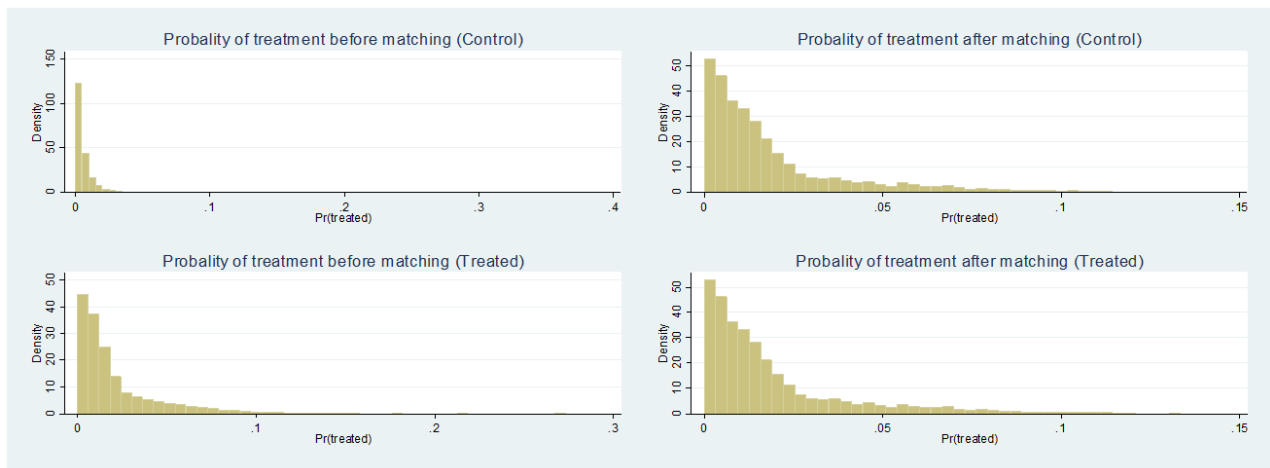 Probality of treatment before matching (Control)
Density
0 50 100 150
0 .1 .2 .3 .4
Pr(treated)
Probality of treatment after matching (Control)
Density
0 10 20 30 40 50
0 .05 .1 .15
Pr(treated)
Probality of treatment before matching (Treated)
Density
0 10 20 30 40 50
0 .1 .2 .3
Pr(treated)
Probality of treatment after matching (Treated)
Density
0 10 20 30 40 50
0 .05 .1 .15
Pr(treated)